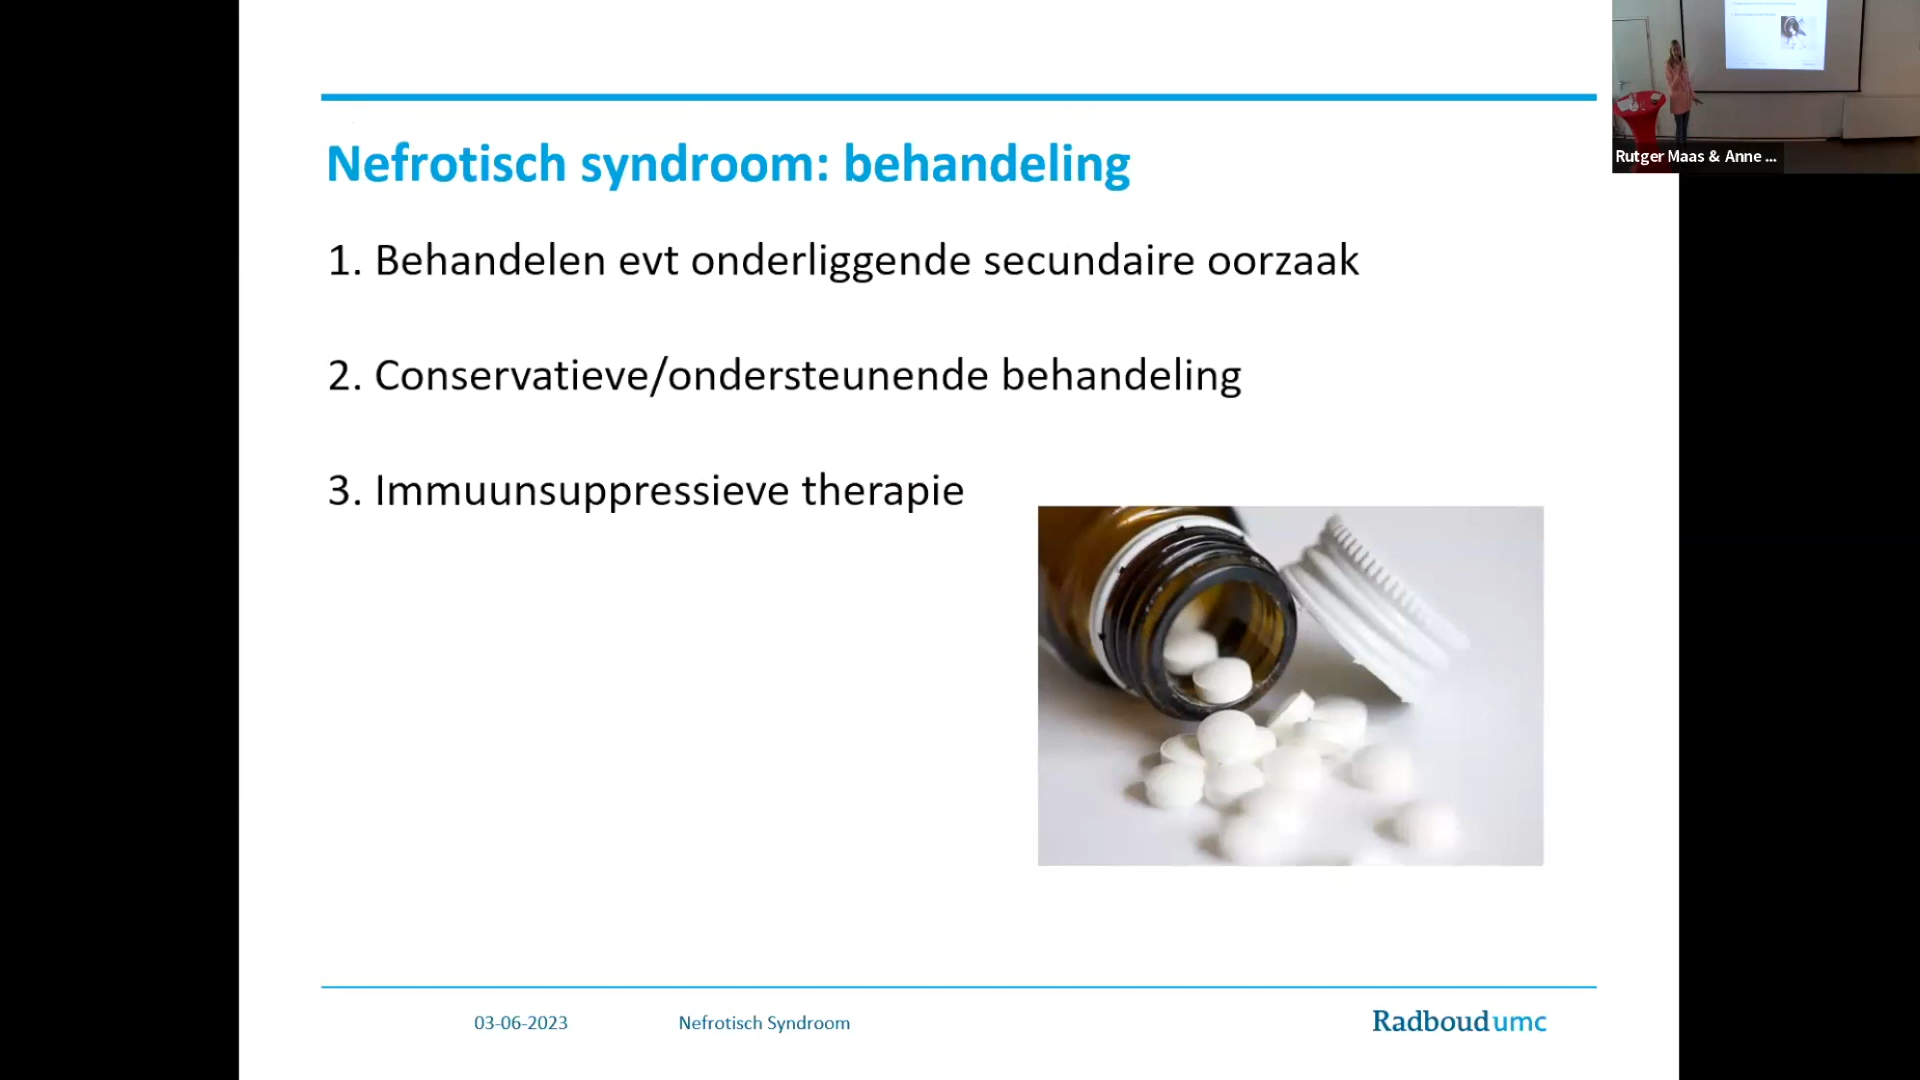 Nefrotisch syndroom: behandeling
1. Behandelen evt onderliggende secundaire oorzaak
2. Conservatieve/ondersteunende behandeling
3. Immuunsuppressieve therapie
03-06-2023
Nefrotisch Syndroom
Radboudumc
Rutger Maas & Anne ...